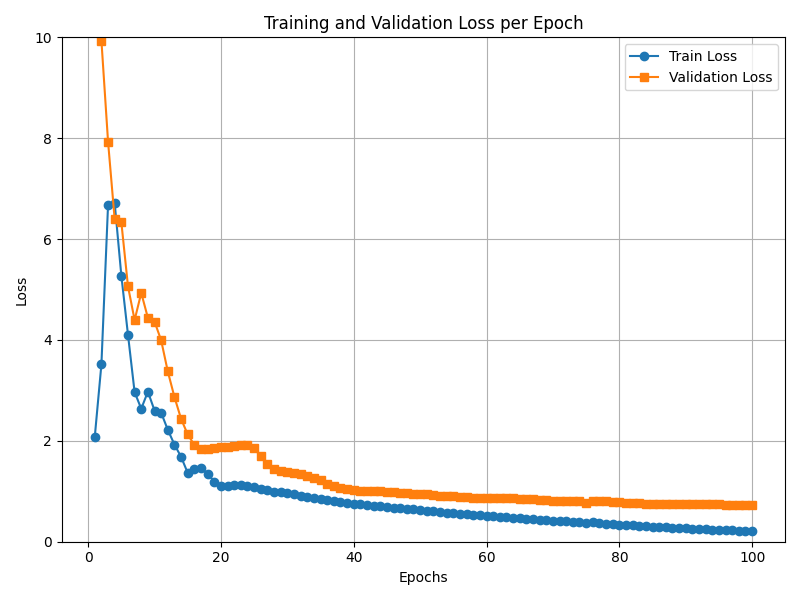 Training and Validation Loss per Epoch
Train Loss
Validation Loss
10
8
6
4
2
0
Loss
0 20 40 60 80 100
Epochs